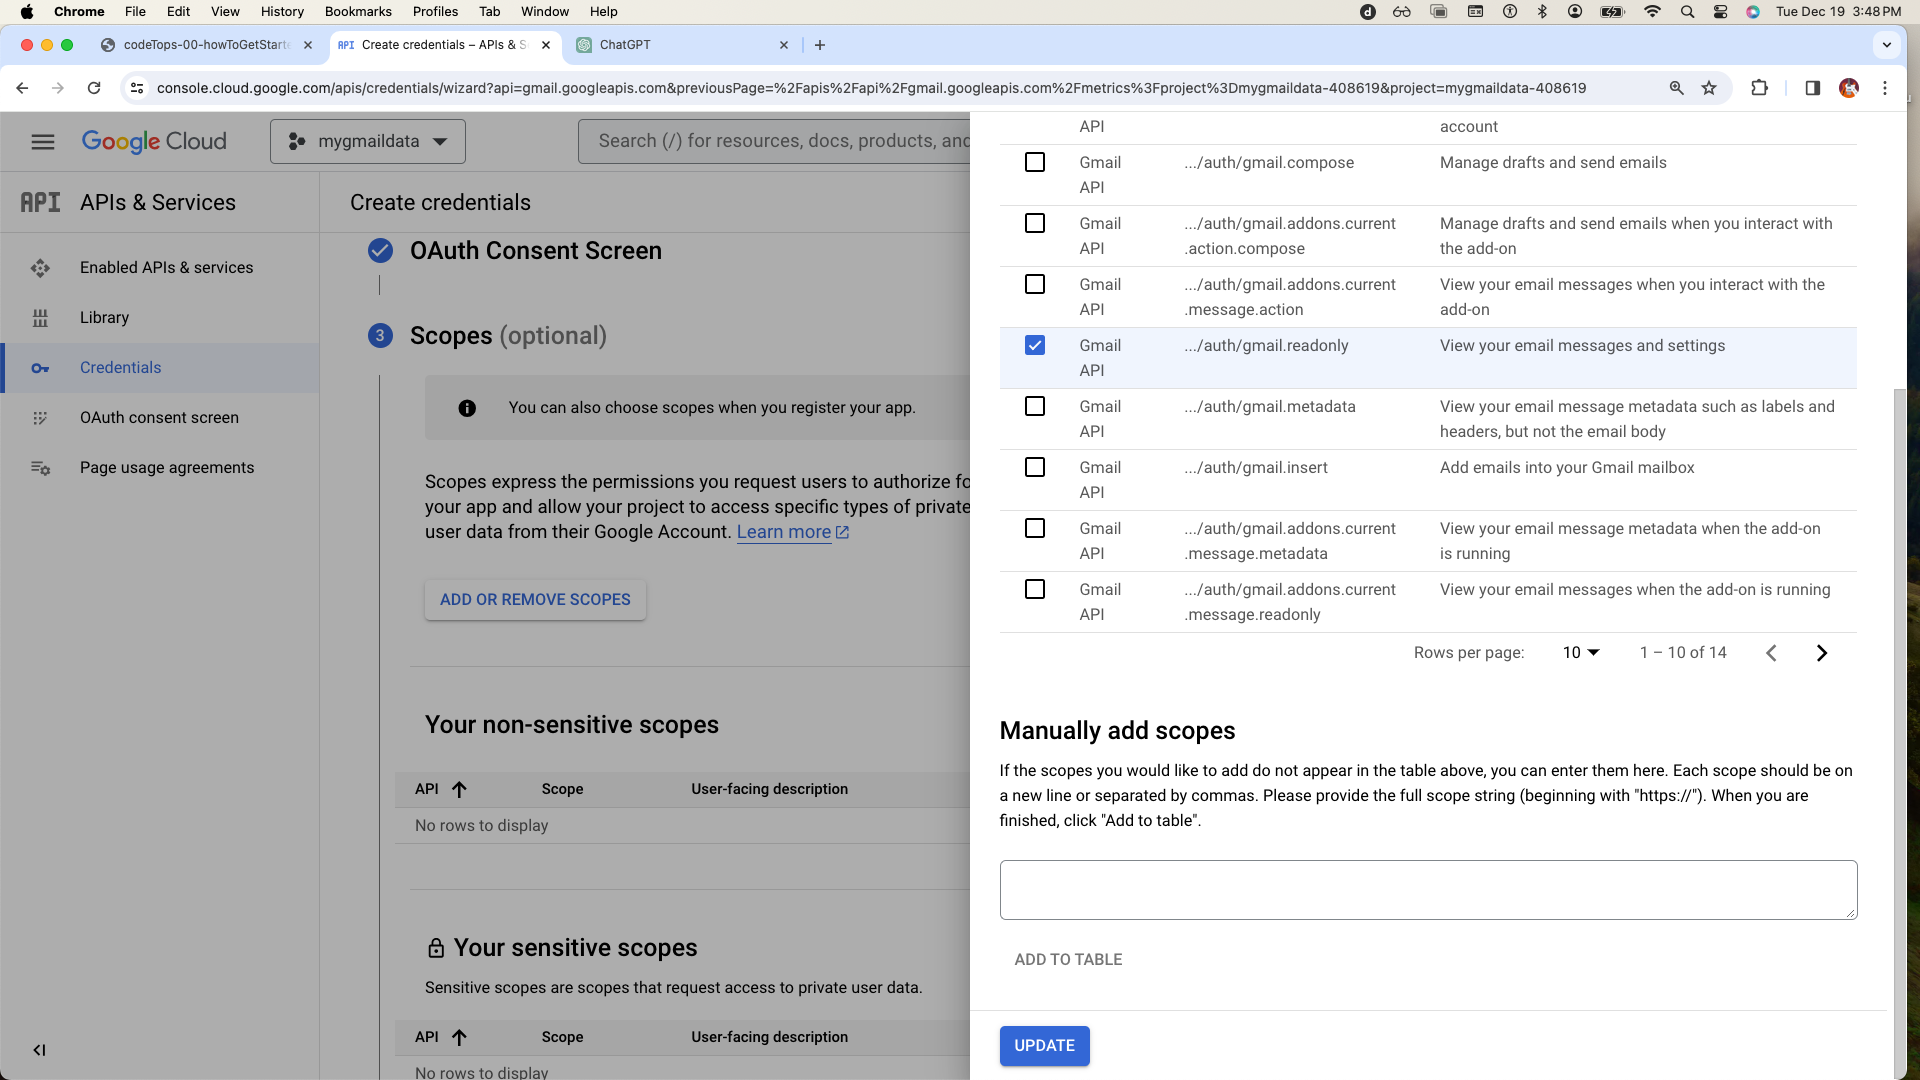 Chrome File Edit View History Bookmarks Profiles Tab Window Help Tue Dec 19 3:48 PM
codeTops-00-howToGetStarte
API Create credentials – APIs & S
ChatGPT
console.cloud.google.com/apis/credentials/wizard?api=gmail.googleapis.com&previousPage=%2Fapis%2Fapi%2Fgmail.googleapis.com%2Fmetrics%3Fproject%3Dmygmaildata-408619&project=mygmaildata-408619
Google Cloud
mygmaildata
Search (/) for resources, docs, products, and
API APIs & Services
Enabled APIs & services
Library
Credentials
OAuth consent screen
Page usage agreements
Create credentials
OAuth Consent Screen
3 Scopes (optional)
You can also choose scopes when you register your app.
Scopes express the permissions you request users to authorize fo
your app and allow your project to access specific types of private
user data from their Google Account. Learn more
ADD OR REMOVE SCOPES
Your non-sensitive scopes
API Scope User-facing description
No rows to display
Your sensitive scopes
Sensitive scopes are scopes that request access to private user data.
API Scope User-facing description
No rows to display
API account
Gmail .../auth/gmail.compose Manage drafts and send emails
API
Gmail .../auth/gmail.addons.current Manage drafts and send emails when you interact with
API .action.compose the add-on
Gmail .../auth/gmail.addons.current View your email messages when you interact with the
API .message.action add-on
Gmail .../auth/gmail.readonly View your email messages and settings
API
Gmail .../auth/gmail.metadata View your email message metadata such as labels and
API headers, but not the email body
Gmail .../auth/gmail.insert Add emails into your Gmail mailbox
API
Gmail .../auth/gmail.addons.current View your email message metadata when the add-on
API .message.metadata is running
Gmail .../auth/gmail.addons.current View your email messages when the add-on is running
API .message.readonly
Rows per page: 10 1 – 10 of 14
Manually add scopes
If the scopes you would like to add do not appear in the table above, you can enter them here. Each scope should be on
a new line or separated by commas. Please provide the full scope string (beginning with "https://"). When you are
finished, click "Add to table".
ADD TO TABLE
UPDATE